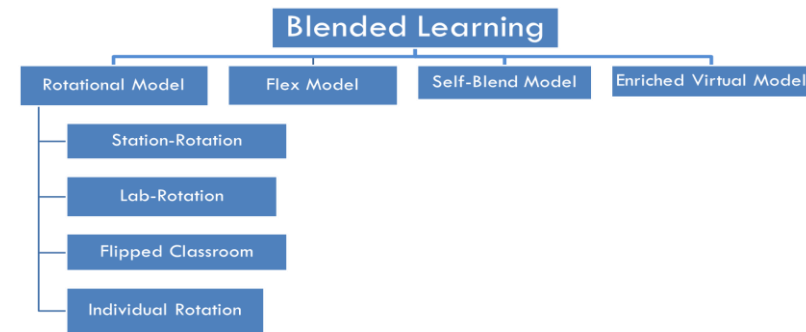 Blended Learning
Rotational Model
Flex Model
Self-Blend Model
Enriched Virtual Model
Station-Rotation
Lab-Rotation
Flipped Classroom
Individual Rotation